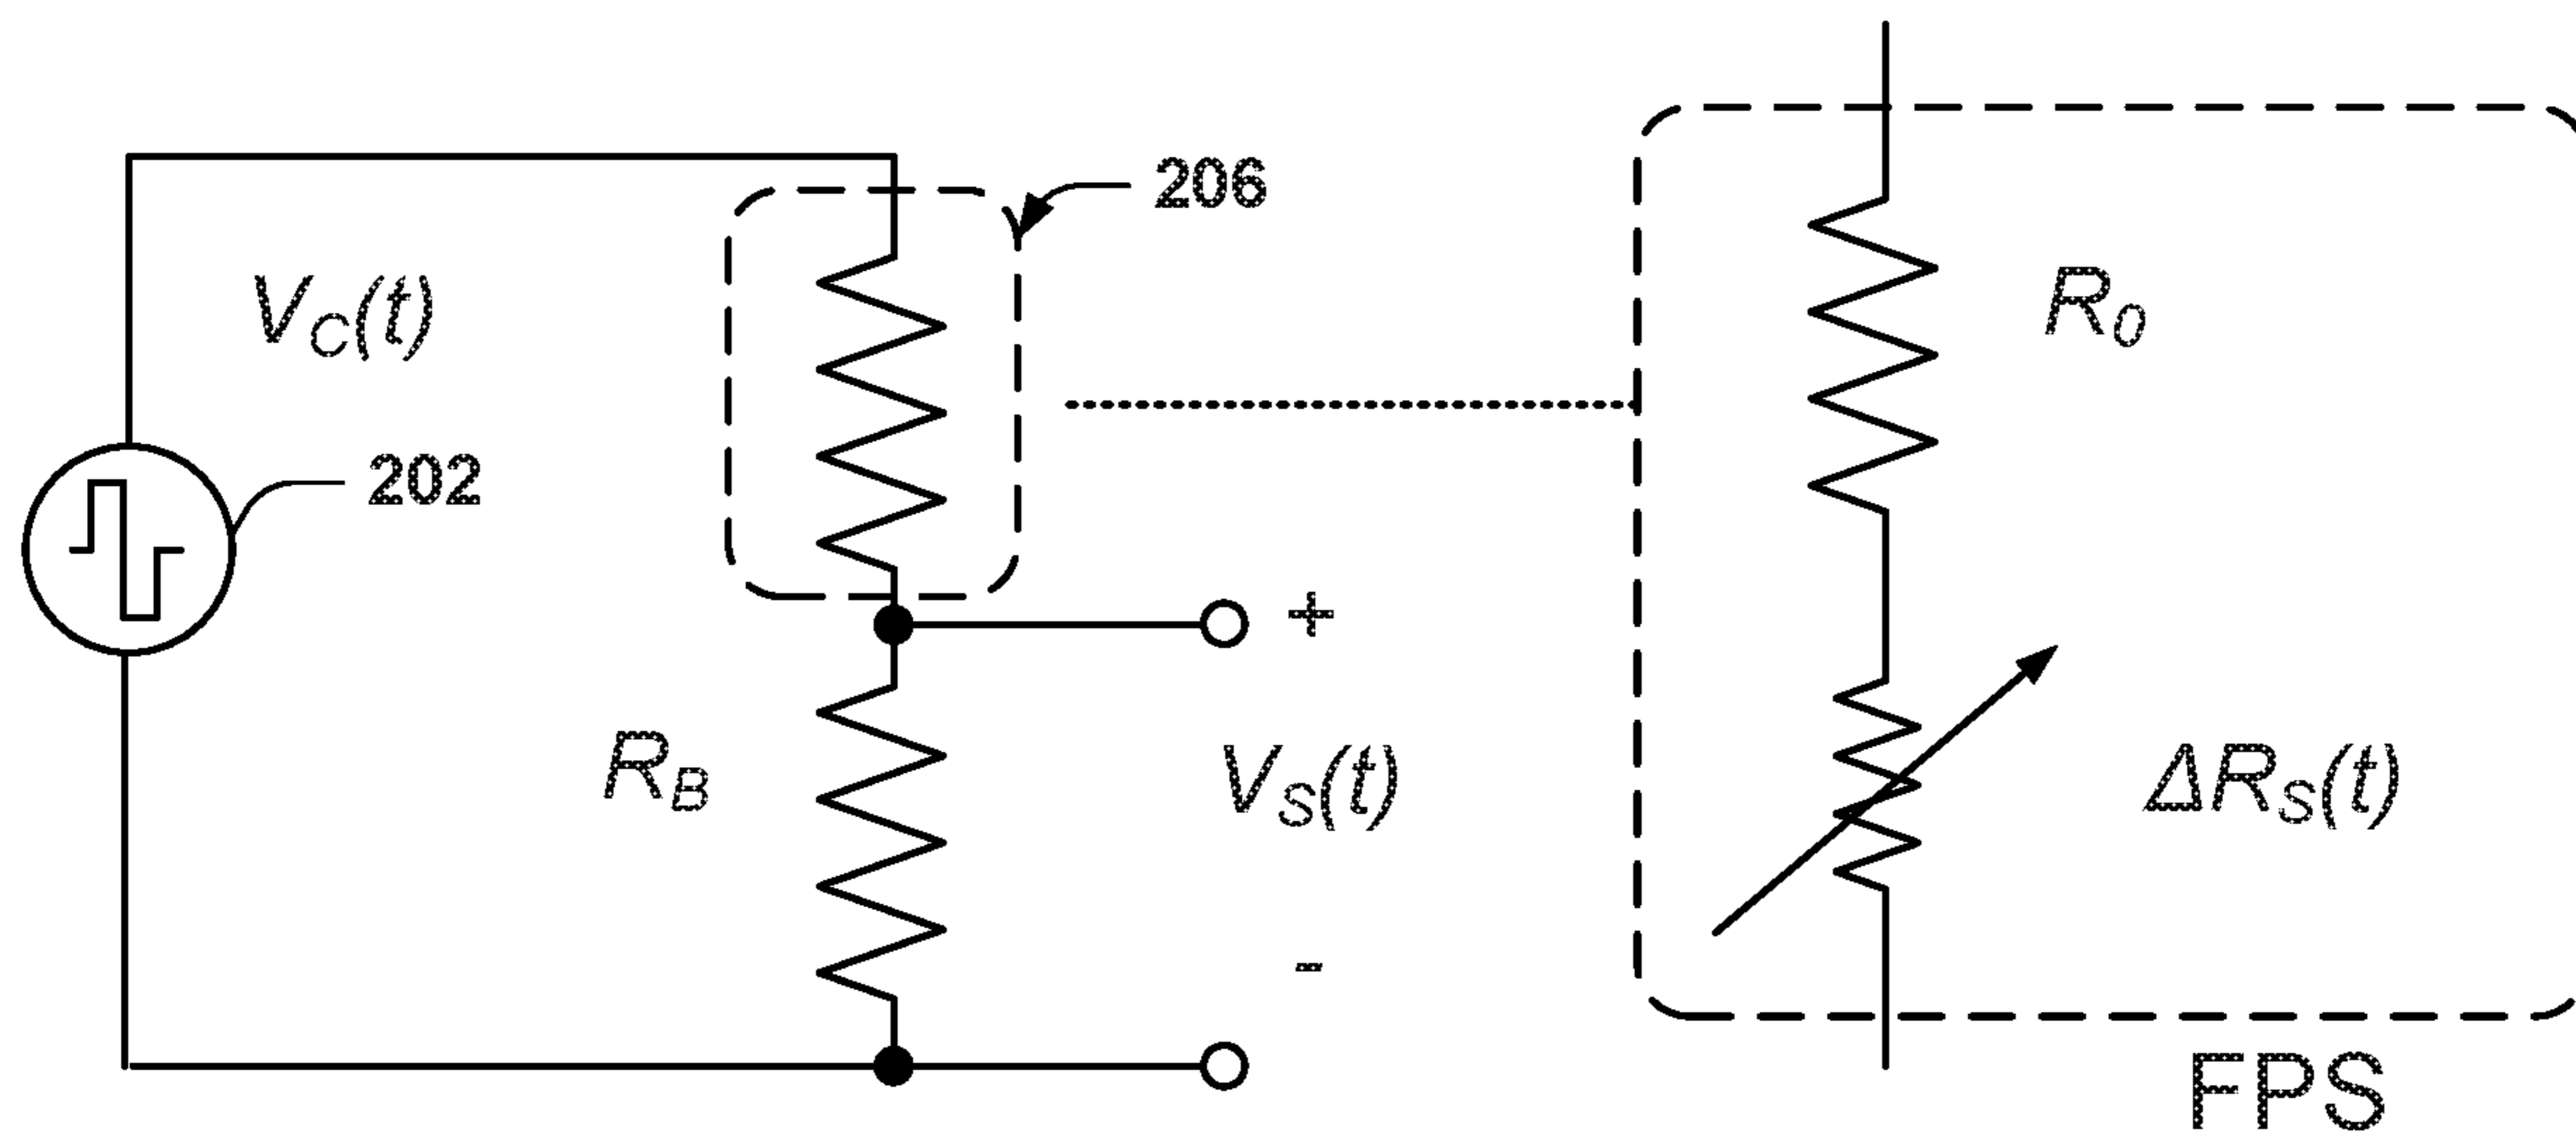 206
V_C(t)
R_0
202
+
R_B
V_S(t)
ΔR_S(t)
-
FPS